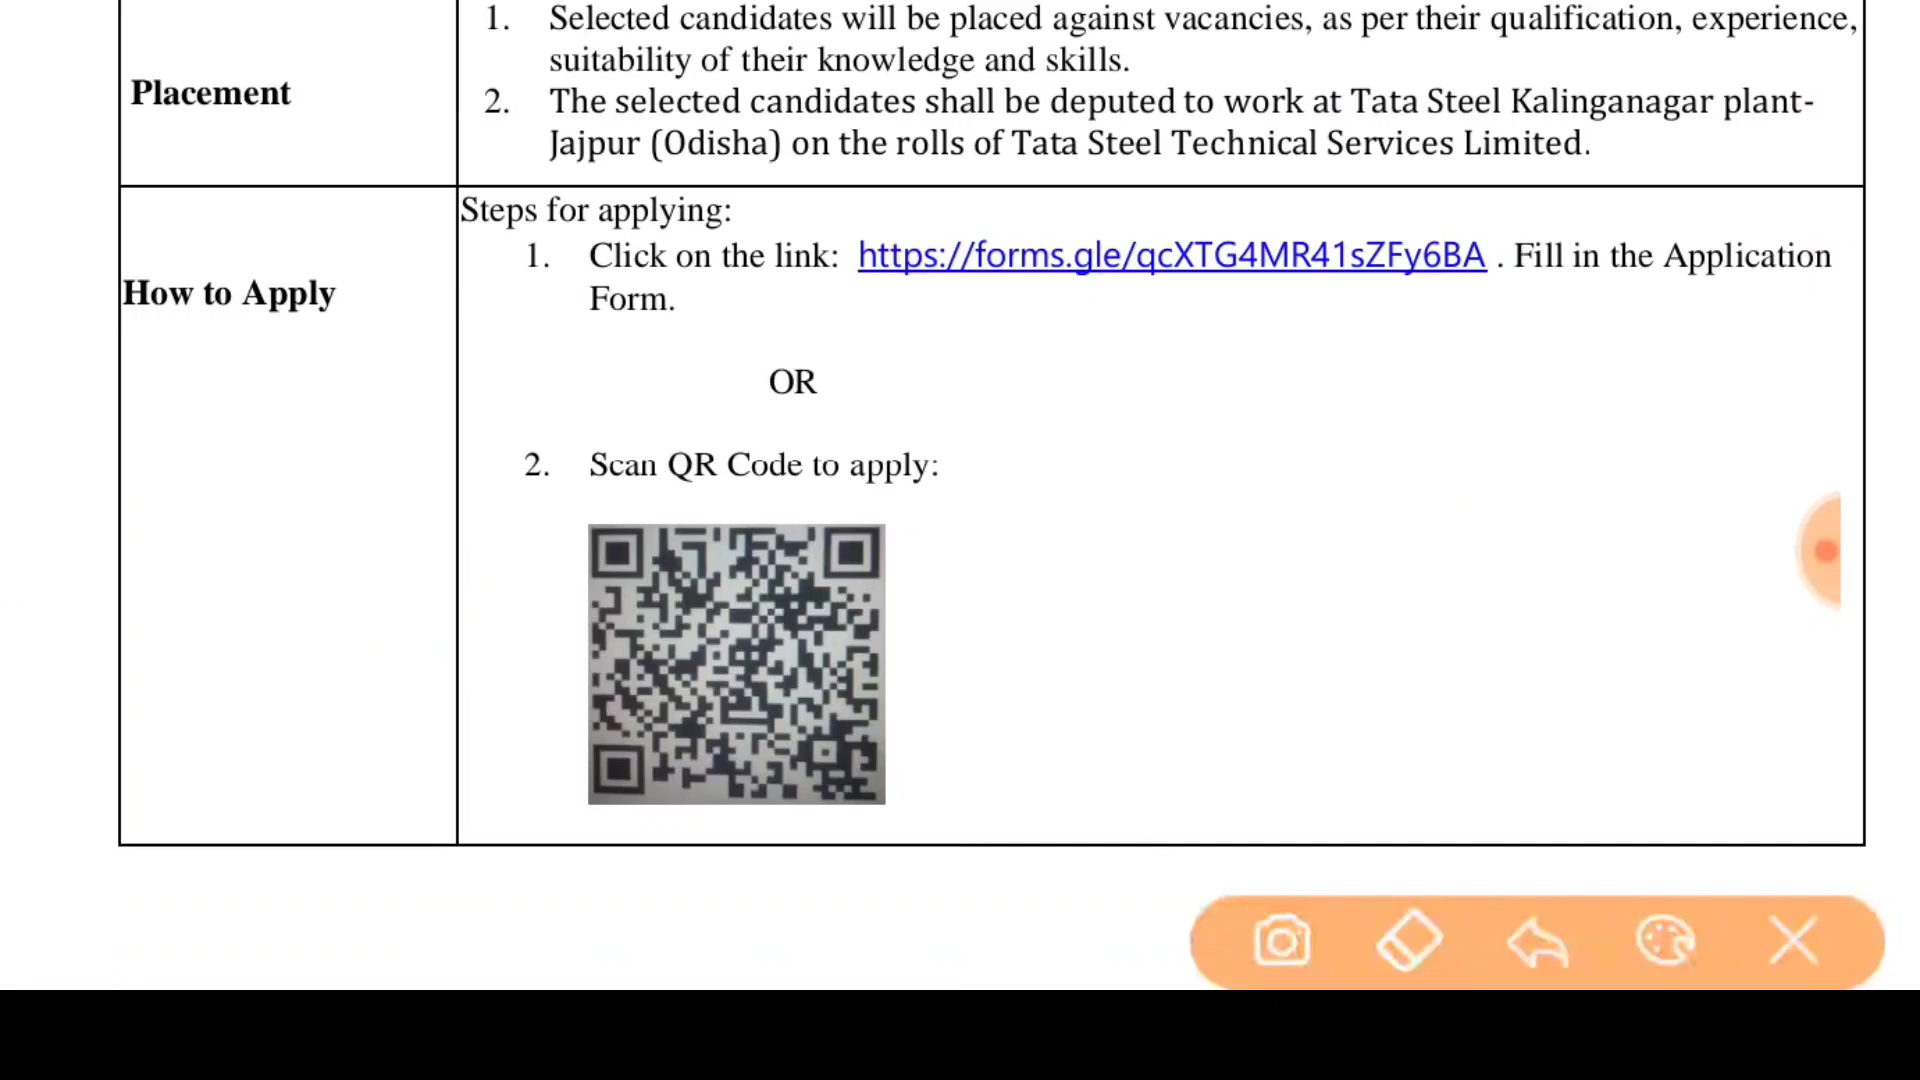 1. Selected candidates will be placed against vacancies, as per their qualification, experience,
suitability of their knowledge and skills.
Placement
2. The selected candidates shall be deputed to work at Tata Steel Kalinganagar plant-
Jajpur (Odisha) on the rolls of Tata Steel Technical Services Limited.
Steps for applying:
1. Click on the link: https://forms.gle/qcXTG4MR41sZFy6BA . Fill in the Application
Form.
How to Apply
OR
2. Scan QR Code to apply: